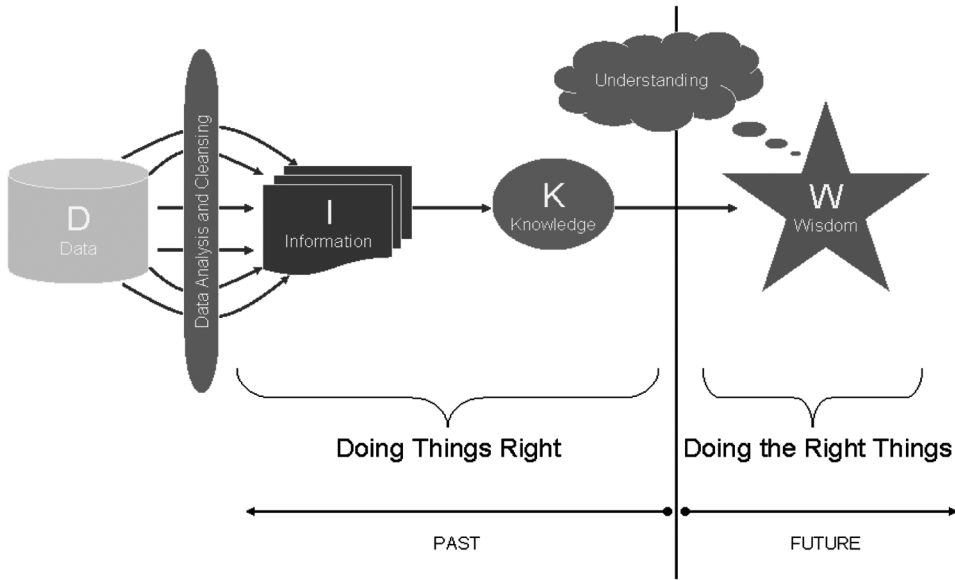 Understanding
D
Data
Data Analysis and Cleansing
I
Information
K
Knowledge
W
Wisdom
Doing Things Right
Doing the Right Things
PAST
FUTURE